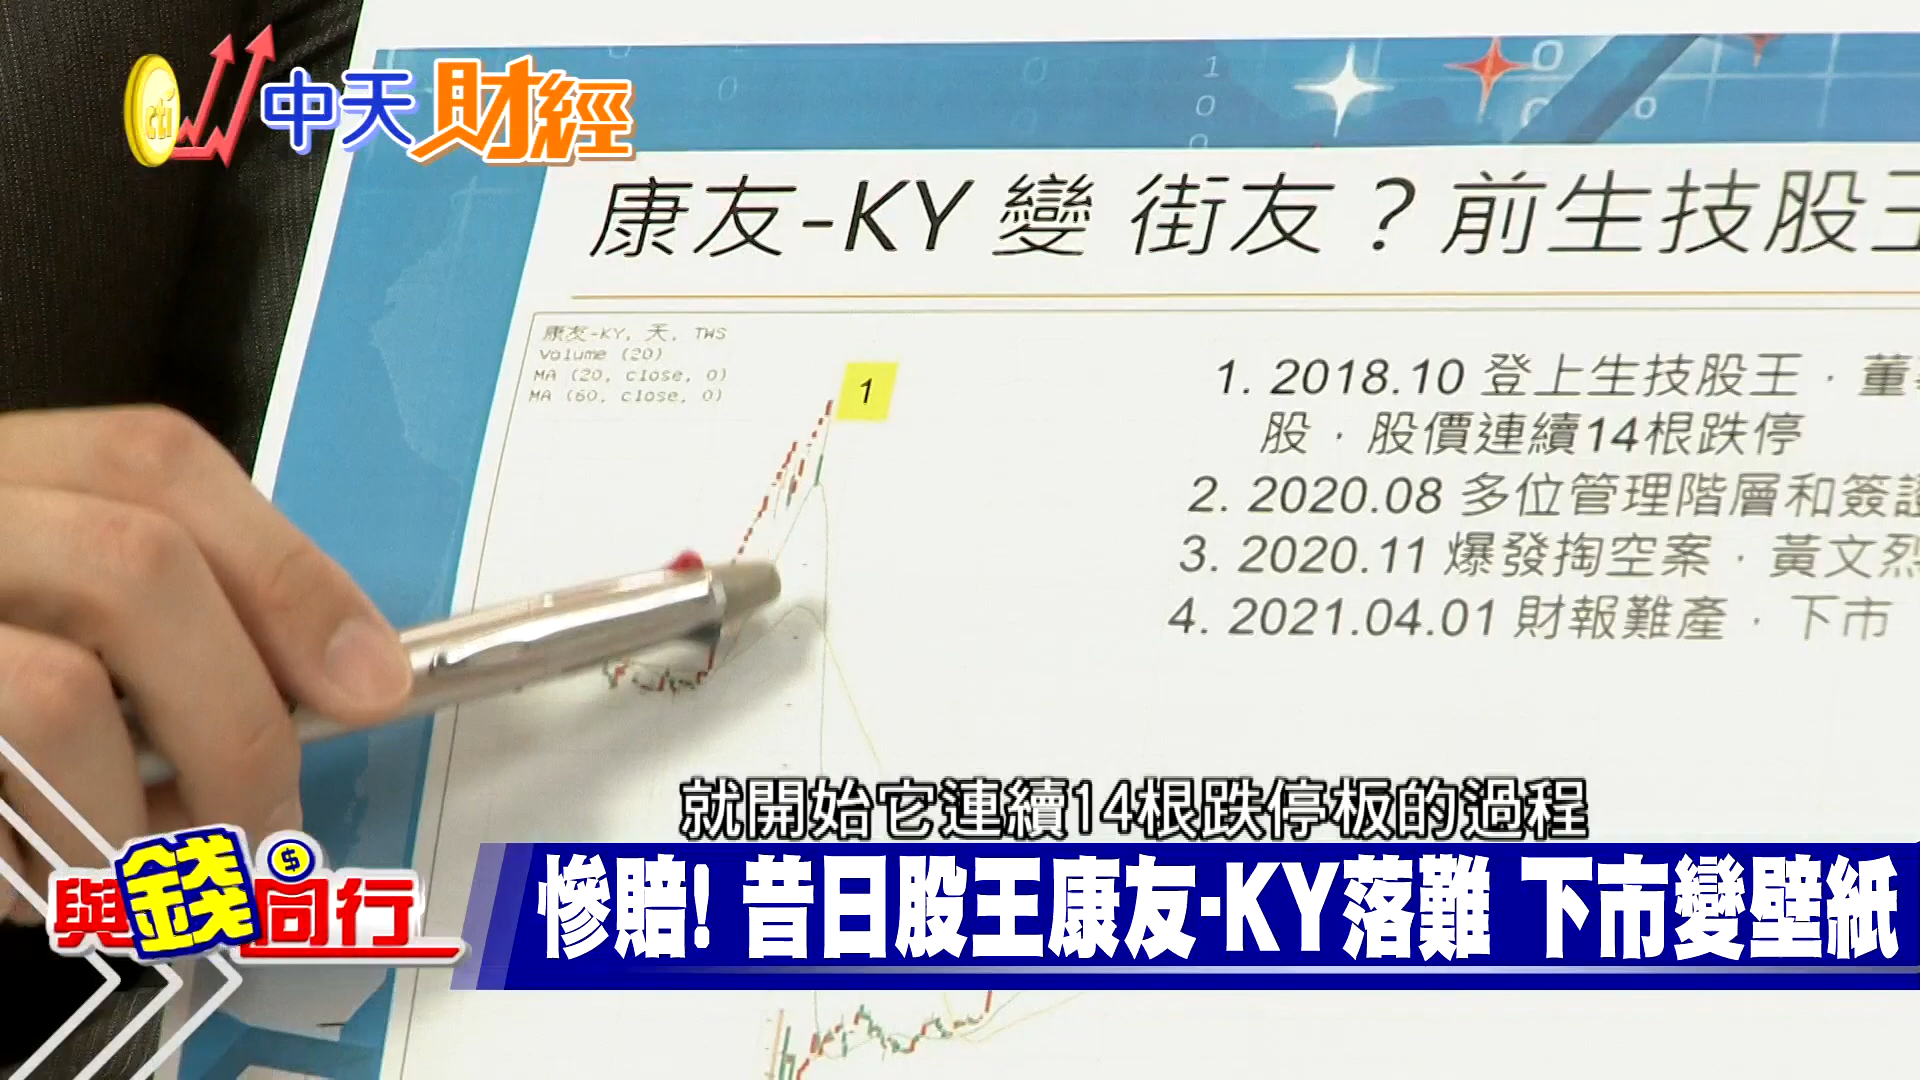 cti
中天財經
康友-KY 變 街友？前生技股王
康友-KY, 天, TWS
Volume (20)
MA (20, close, 0)
MA (60, close, 0)
1
1. 2018.10 登上生技股王，董
股，股價連續14根跌停
2. 2020.08 多位管理階層和簽證
3. 2020.11 爆發掏空案，黃文烈
4. 2021.04.01 財報難產，下市
就開始它連續14根跌停板的過程
與錢同行
慘賠! 昔日股王康友-KY落難 下市變壁紙